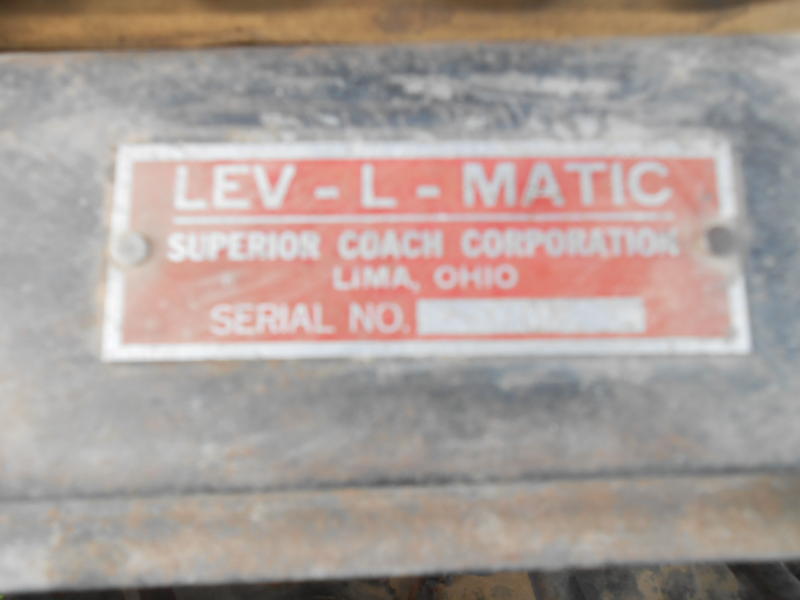 LEV - L - MATIC
SUPERIOR COACH CORPORATION
LIMA, OHIO
SERIAL NO.